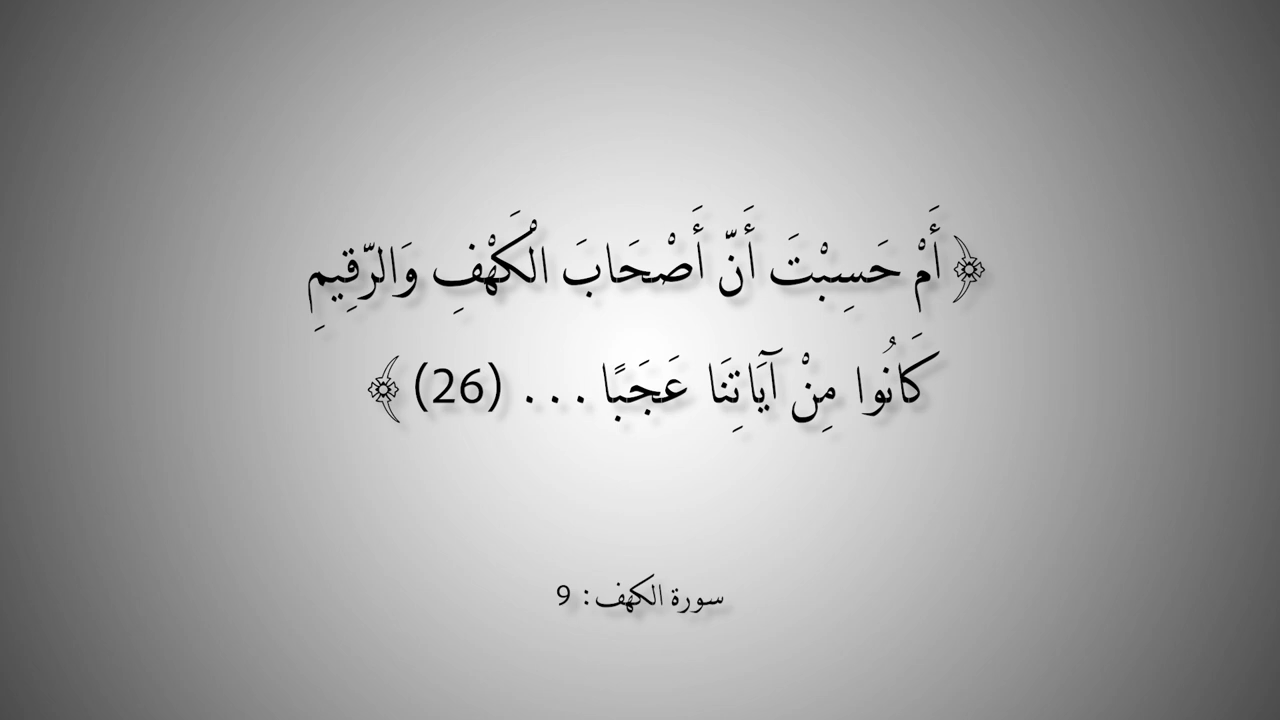 ﴿أَمْ حَسِبْتَ أَنَّ أَصْحَابَ الْكَهْفِ وَالرَّقِيمِ
كَانُوا مِنْ آيَاتِنَا عَجَبًا ... (26) ﴾
سورة الكهف: 9